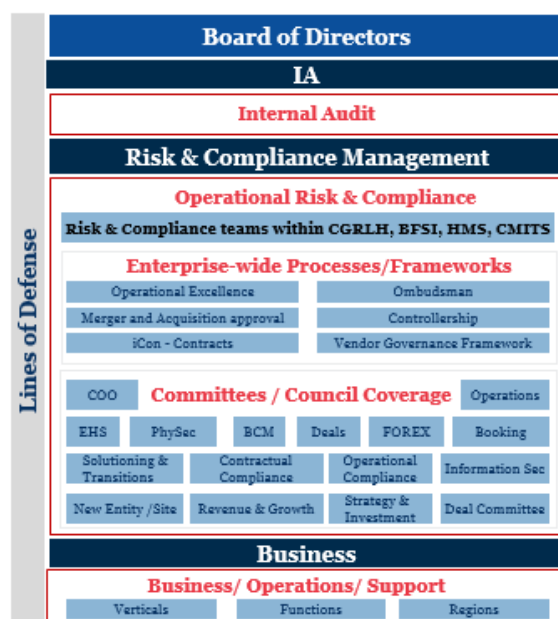 Lines of Defense
Board of Directors
IA
Internal Audit
Risk & Compliance Management
Operational Risk & Compliance
Risk & Compliance teams within CGRLH, BFSI, HMS, CMITS
Enterprise-wide Processes/Frameworks
Operational Excellence
Ombudsman
Merger and Acquisition approval
Controllership
iCon - Contracts
Vendor Governance Framework
COO
Committees / Council Coverage
Operations
EHS
PhySec
BCM
Deals
FOREX
Booking
Solutioning &
Transitions
Contractual
Compliance
Operational
Compliance
Information Sec
New Entity /Site
Revenue & Growth
Strategy &
Investment
Deal Committee
Business
Business/ Operations/ Support
Verticals
Functions
Regions